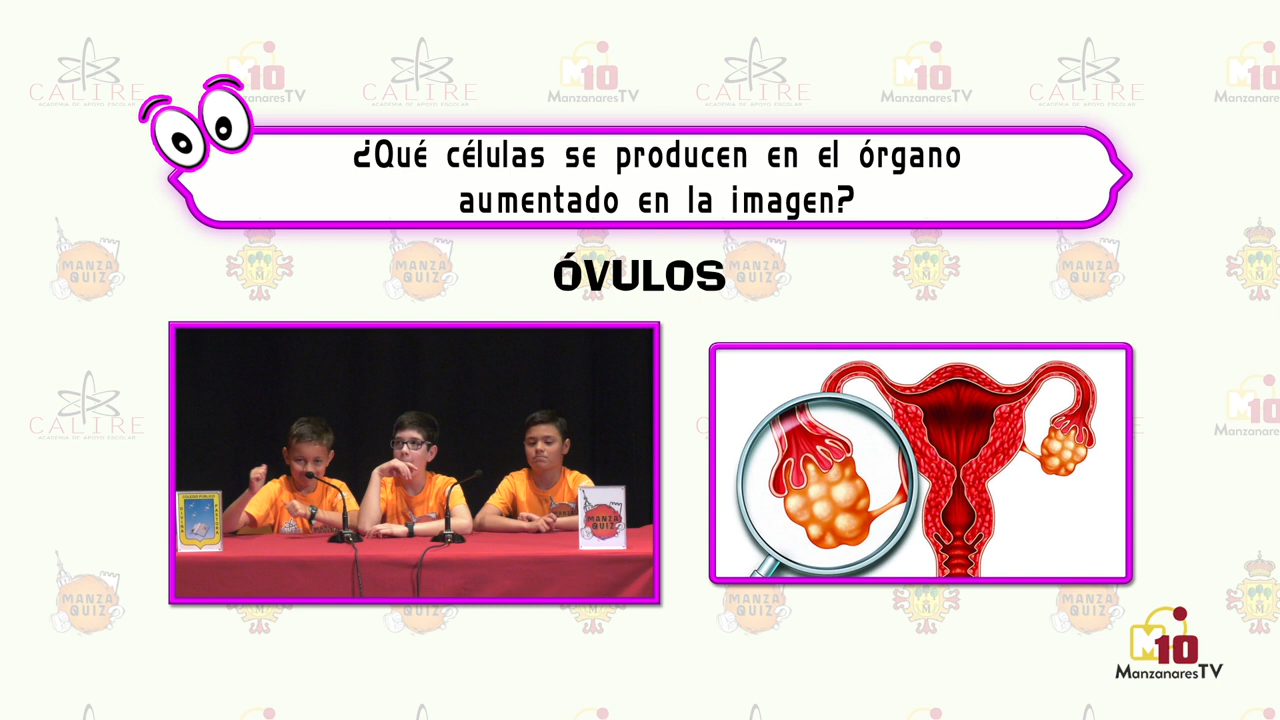 ¿Qué células se producen en el órgano
aumentado en la imagen?
ÓVULOS
MANZA
QUIZ
M10
ManzanaresTV
CALIRE
ACADEMIA DE APOYO ESCOLAR